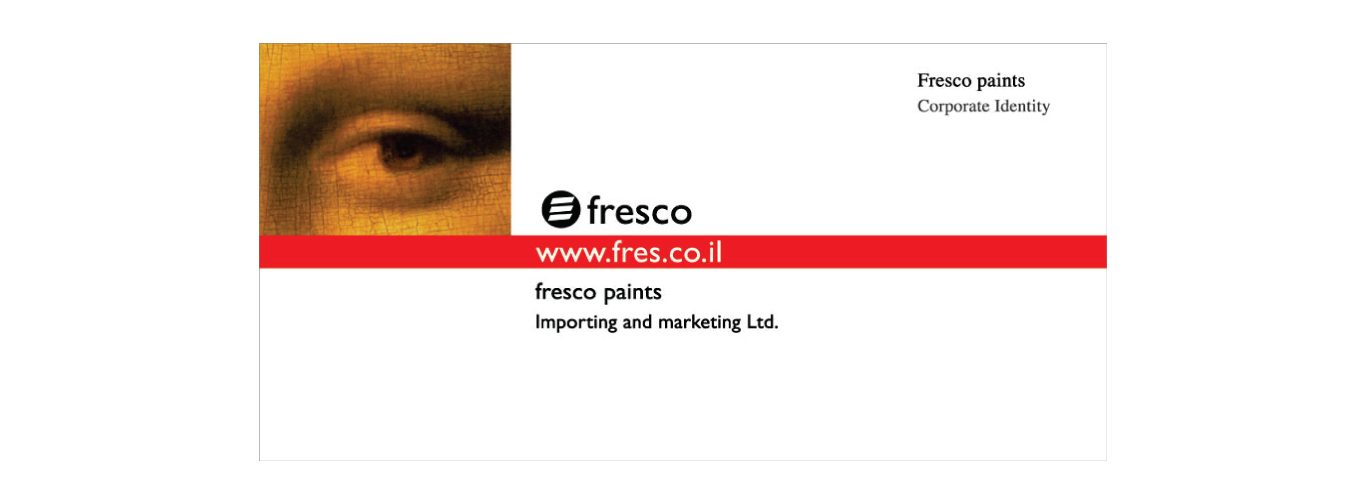 Fresco paints
Corporate Identity
fresco
www.fres.co.il
fresco paints
Importing and marketing Ltd.